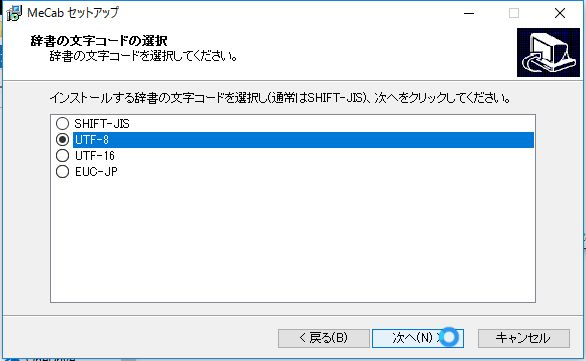 MeCab セットアップ
辞書の文字コードの選択
辞書の文字コードを選択してください。
インストールする辞書の文字コードを選択し(通常はSHIFT-JIS)、次へをクリックしてください。
SHIFT-JIS
UTF-8
UTF-16
EUC-JP
< 戻る(B)
次へ(N) >
キャンセル